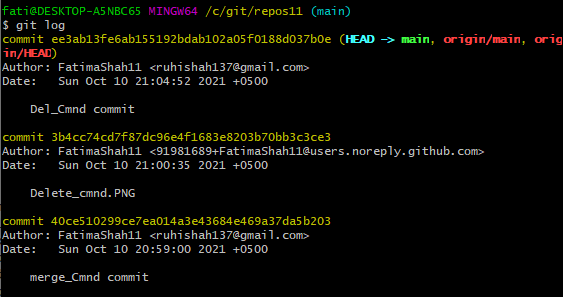 fati@DESKTOP-A5NBC65 MINGW64 /c/git/repos11 (main)
$ git log
commit ee3ab13fe6ab155192bdab102a05f0188d037b0e (HEAD -> main, origin/main, orig
in/HEAD)
Author: FatimaShah11 <ruhishah137@gmail.com>
Date:   Sun Oct 10 21:04:52 2021 +0500
    Del_Cmnd commit
commit 3b4cc74cd7f87dc96e4f1683e8203b70bb3c3ce3
Author: FatimaShah11 <91981689+FatimaShah11@users.noreply.github.com>
Date:   Sun Oct 10 21:00:35 2021 +0500
    Delete_cmnd.PNG
commit 40ce510299ce7ea014a3e43684e469a37da5b203
Author: FatimaShah11 <ruhishah137@gmail.com>
Date:   Sun Oct 10 20:59:00 2021 +0500
    merge_Cmnd commit